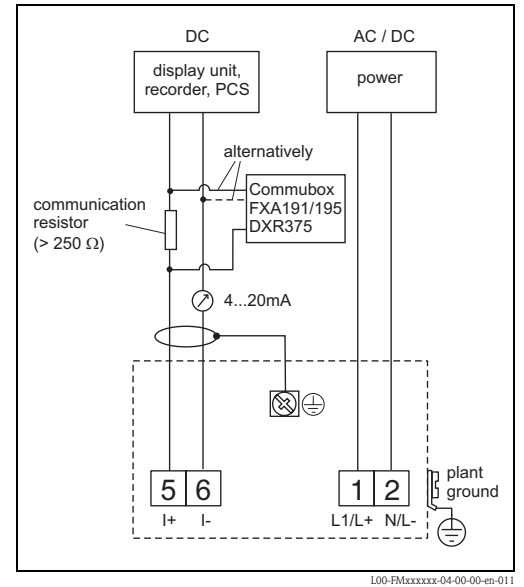 DC
AC / DC
display unit,
recorder, PCS
power
alternatively
Commubox
FXA191/195
DXR375
communication
resistor
(> 250 Ω)
4...20mA
5 6
1 2
I+ I-
L1/L+ N/L-
plant
ground
L00-FMxxxxxx-04-00-00-en-011